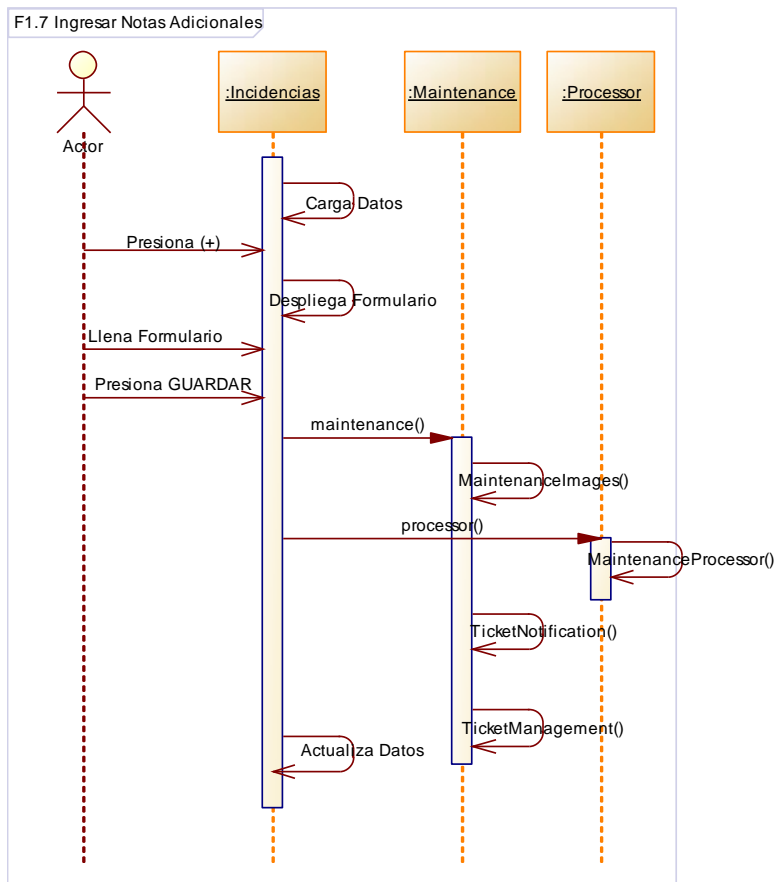 F1.7 Ingresar Notas Adicionales
:Incidencias
:Maintenance
:Processor
Actor
Carga Datos
Presiona (+)
Despliega Formulario
Llena Formulario
Presiona GUARDAR
maintenance()
MaintenanceImages()
processor()
MaintenanceProcessor()
TicketNotification()
TicketManagement()
Actualiza Datos